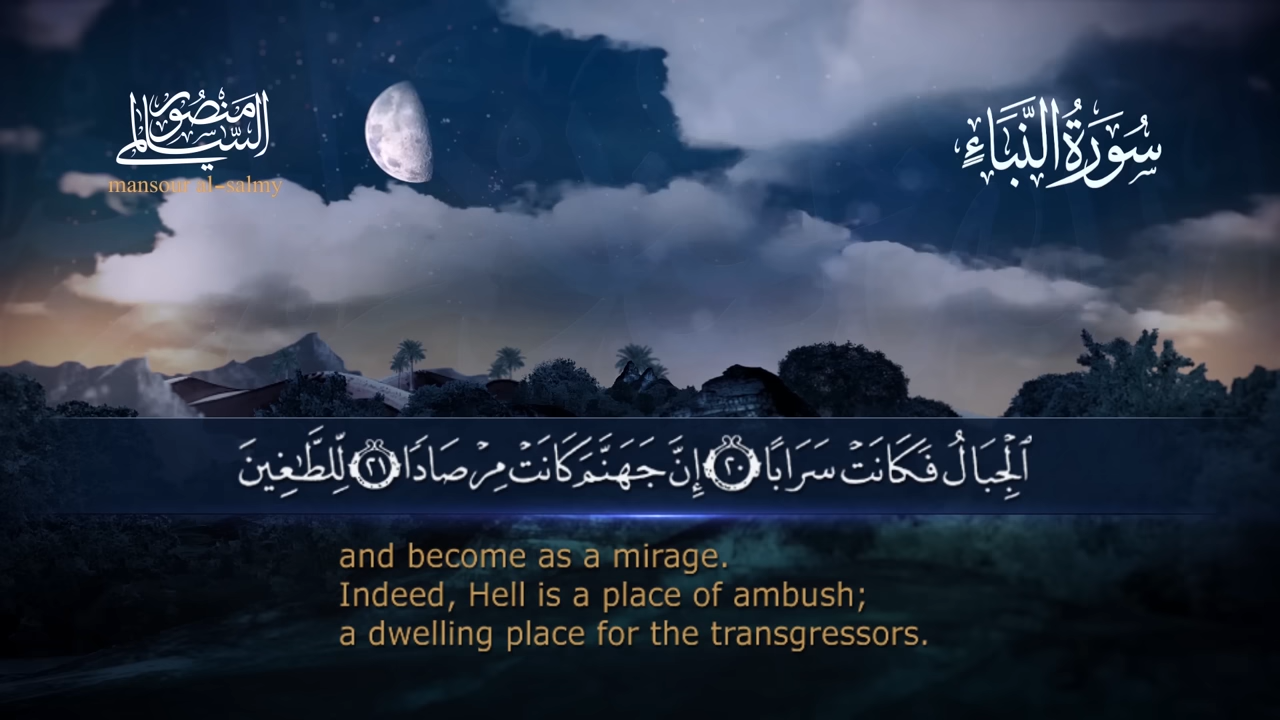 منصور السالمي
mansour al-salmy
سُورَةُ النَّبَاءِ
ٱلْجِبَالُ فَكَانَتْ سَرَابًا ٢٠ إِنَّ جَهَنَّمَ كَانَتْ مِرْصَادًا ٢١ لِّلطَّٰغِينَ
and become as a mirage.
Indeed, Hell is a place of ambush;
a dwelling place for the transgressors.